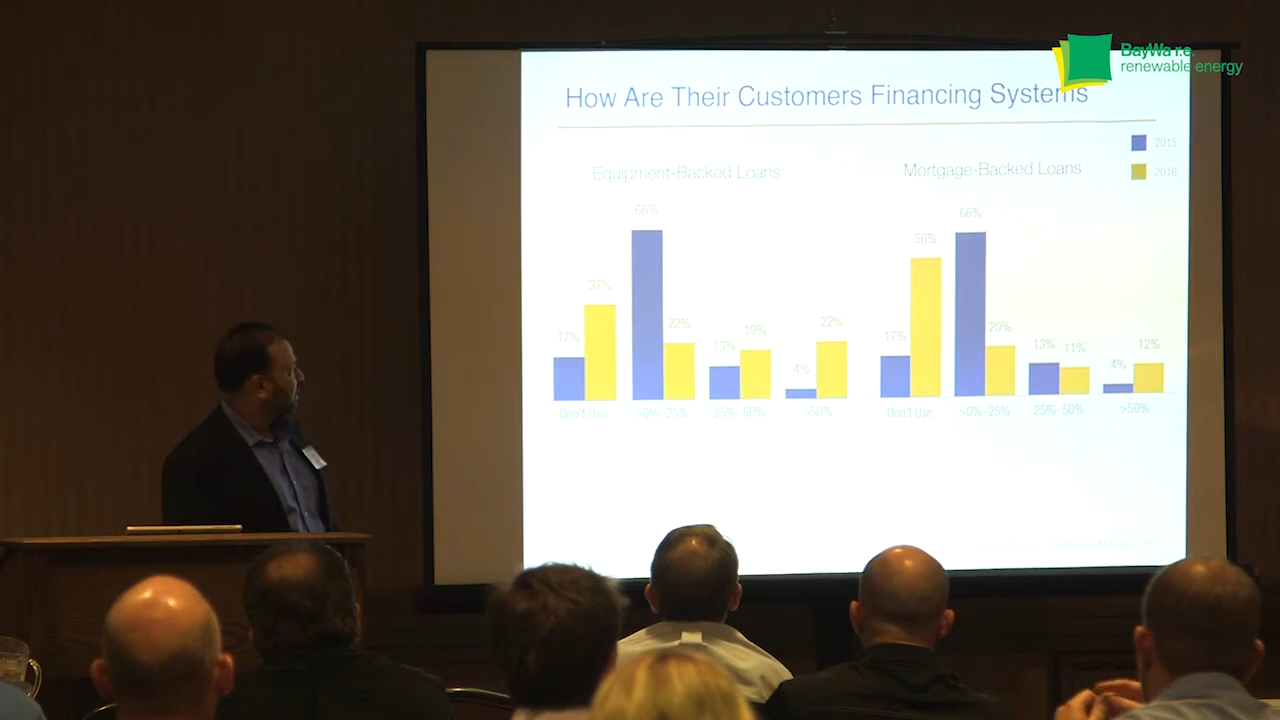 BayWa r.e.
renewable energy
How Are Their Customers Financing Systems
2015
2016
Equipment-Backed Loans
Mortgage-Backed Loans
17% 37% 66% 22% 13% 19% 4% 22%
17% 56% 66% 20% 13% 11% 4% 12%
Don't Use >0%-25% 25%-50% >50%
Don't Use >0%-25% 25%-50% >50%